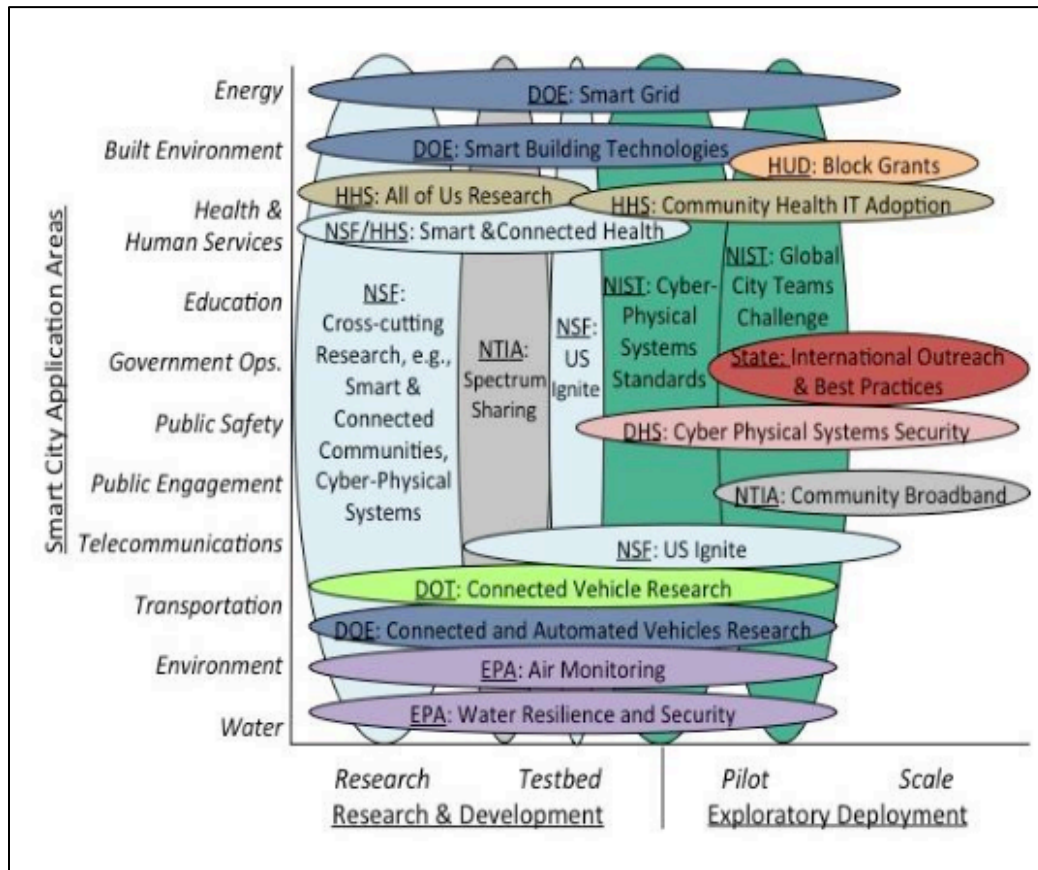 Energy
DOE: Smart Grid
Built Environment
DOE: Smart Building Technologies
HUD: Block Grants
Health &
Human Services
HHS: All of Us Research
HHS: Community Health IT Adoption
NSF/HHS: Smart &Connected Health
Smart City Application Areas
Education
Government Ops.
Public Safety
Public Engagement
Telecommunications
Transportation
Environment
Water
NSF:
Cross-cutting
Research, e.g.,
Smart &
Connected
Communities,
Cyber-Physical
Systems
NTIA:
Spectrum
Sharing
NSF:
US
Ignite
NIST: Cyber-
Physical
Systems
Standards
NIST: Global
City Teams
Challenge
State: International Outreach
& Best Practices
DHS: Cyber Physical Systems Security
NTIA: Community Broadband
NSF: US Ignite
DOT: Connected Vehicle Research
DOE: Connected and Automated Vehicles Research
EPA: Air Monitoring
EPA: Water Resilience and Security
Research
Testbed
Pilot
Scale
Research & Development
Exploratory Deployment